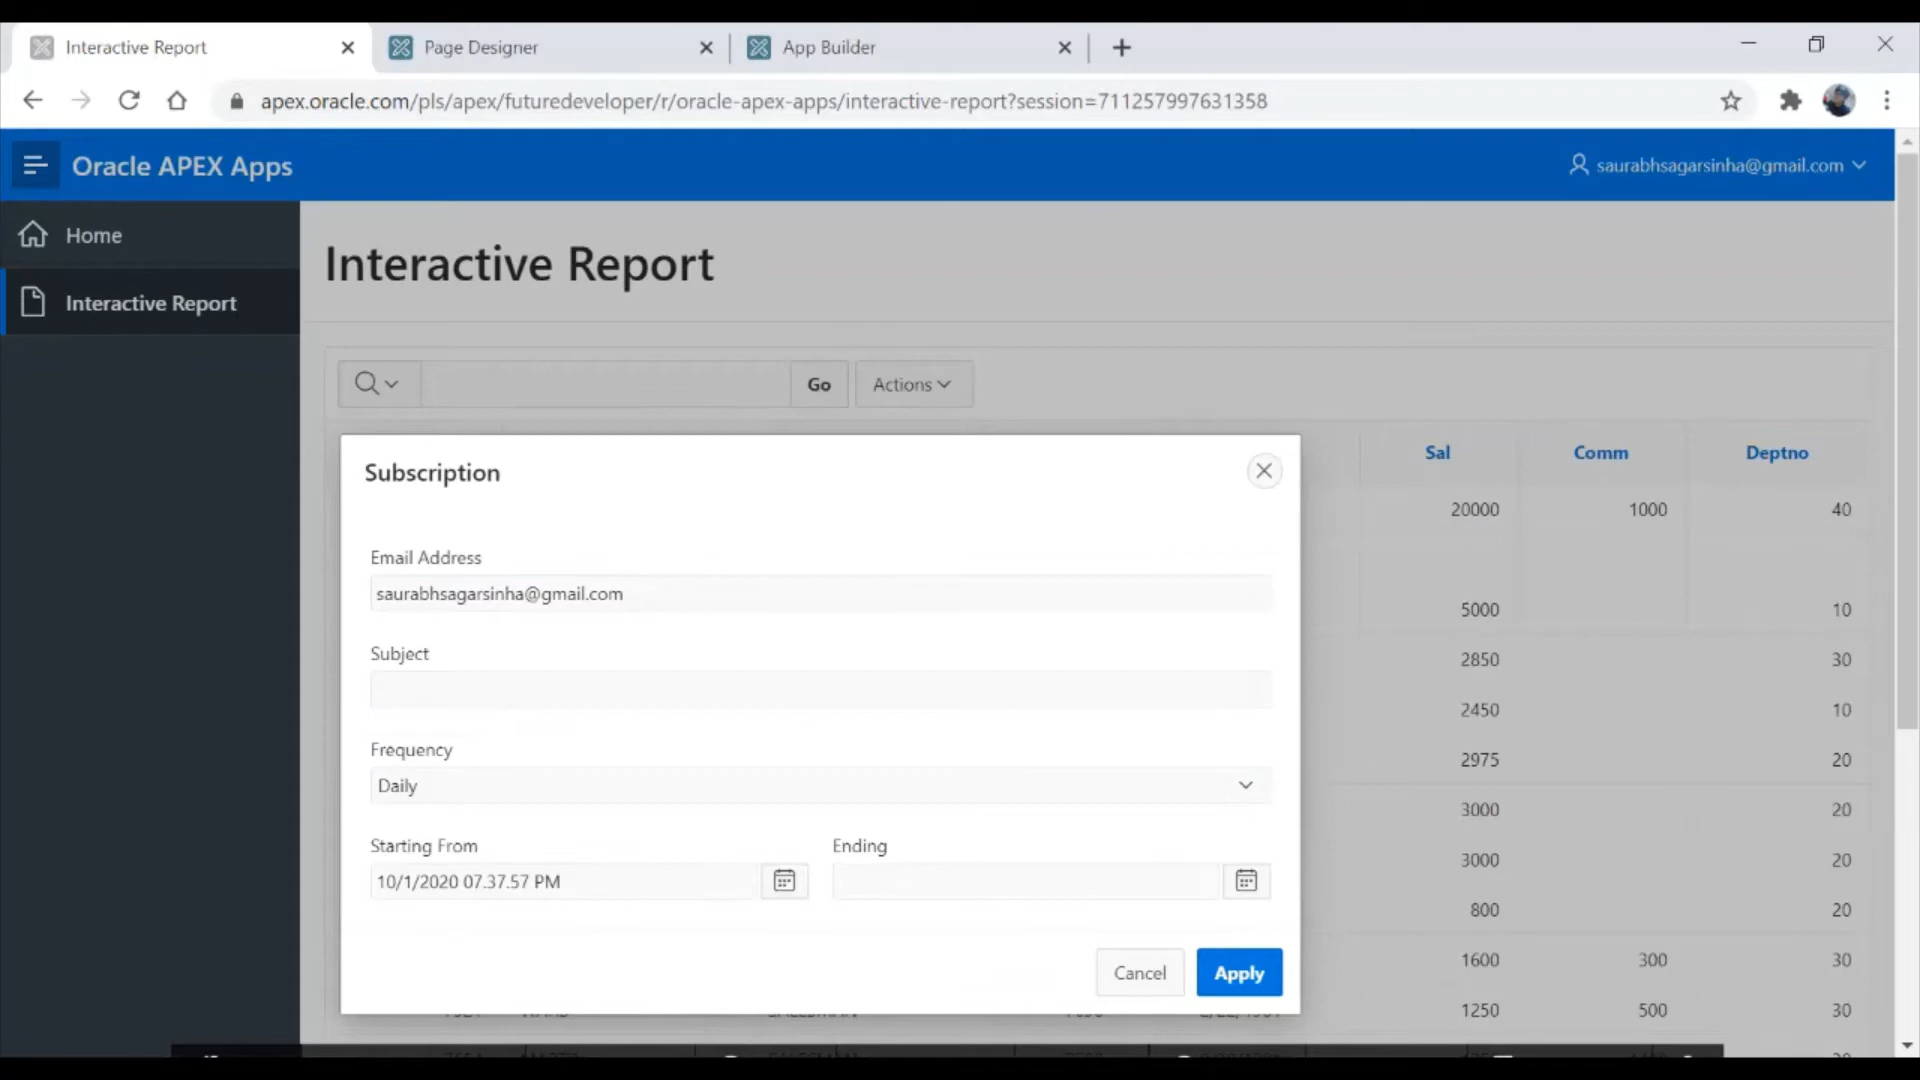 Interactive Report
Page Designer
App Builder
apex.oracle.com/pls/apex/futuredeveloper/r/oracle-apex-apps/interactive-report?session=711257997631358
Oracle APEX Apps
saurabhsagarsinha@gmail.com
Home
Interactive Report
Interactive Report
Go
Actions
Sal Comm Deptno
20000 1000 40
5000 10
2850 30
2450 10
2975 20
3000 20
3000 20
800 20
1600 300 30
1250 500 30
Subscription
Email Address
saurabhsagarsinha@gmail.com
Subject
Frequency
Daily
Starting From
10/1/2020 07.37.57 PM
Ending
Cancel
Apply